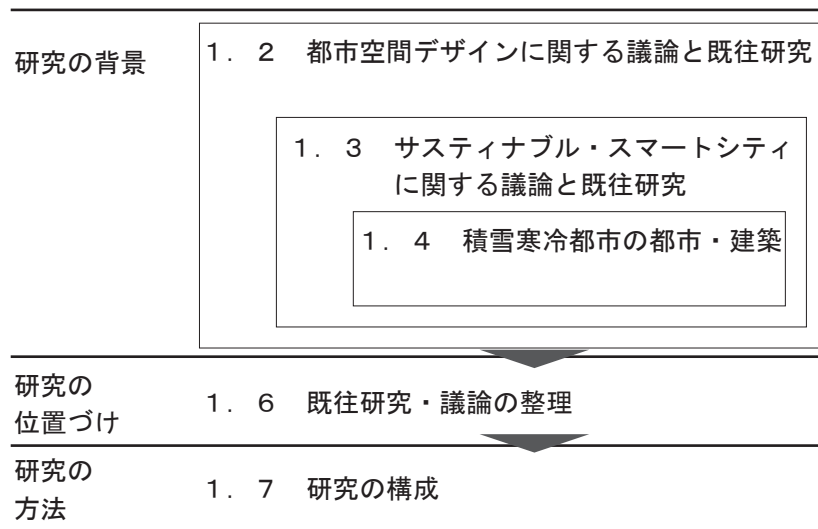 研究の背景
１．２　都市空間デザインに関する議論と既往研究
１．３　サスティナブル・スマートシティ
に関する議論と既往研究
１．４　積雪寒冷都市の都市・建築
研究の
位置づけ
１．６　既往研究・議論の整理
研究の
方法
１．７　研究の構成